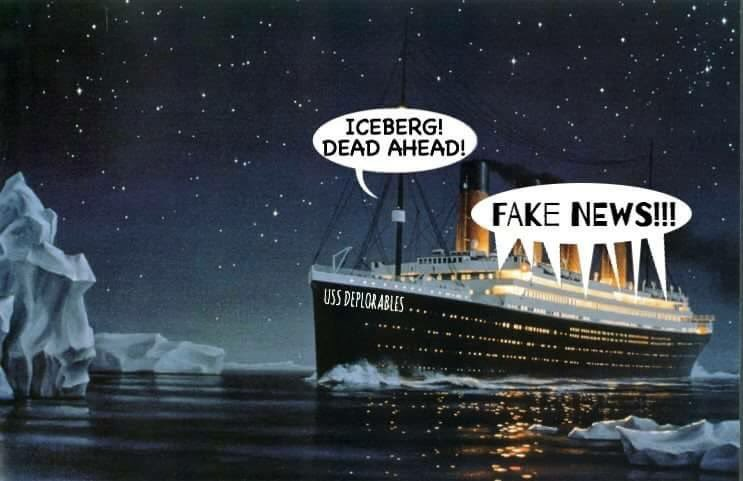 ICEBERG!
DEAD AHEAD!
FAKE NEWS!!!
USS DEPLORABLES